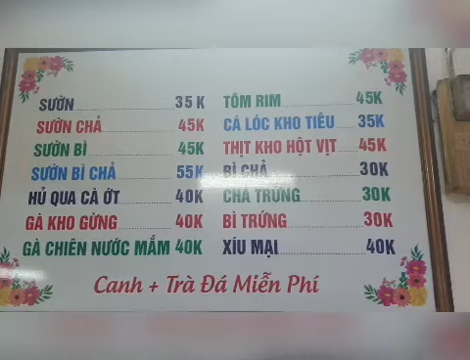 SƯỜN 35K
SƯỜN CHẢ 45K
SƯỜN BÌ 45K
SƯỜN BÌ CHẢ 55K
HỦ QUA CÀ ỚT 40K
GÀ KHO GỪNG 40K
GÀ CHIÊN NƯỚC MẮM 40K
TÔM RIM 45K
CÁ LÓC KHO TIÊU 35K
THỊT KHO HỘT VỊT 45K
BÌ CHẢ 30K
CHẢ TRỨNG 30K
BÌ TRỨNG 30K
XÍU MẠI 40K
Canh + Trà Đá Miễn Phí